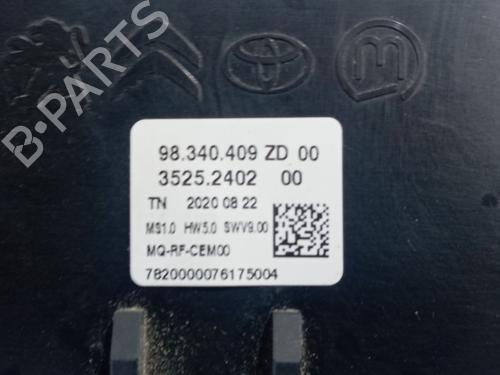 98.340.409 ZD 00
3525.2402 00
TN 2020 08 22
MS1.0 HW5.0 SWV9.00
MQ-RF-CEM00
7820000076175004
B-PARTS